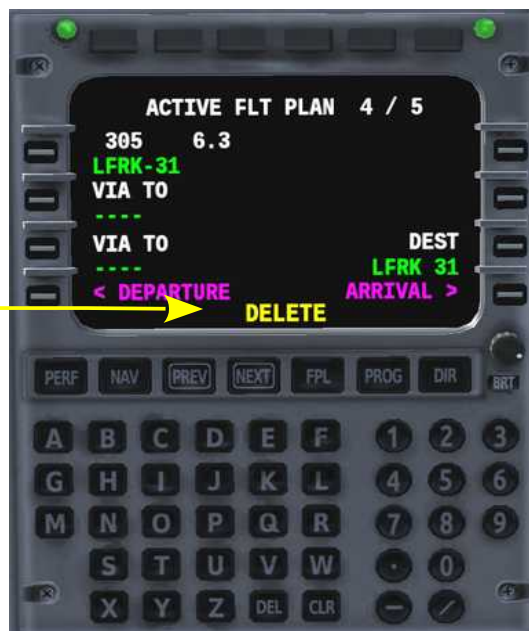 ACTIVE FLT PLAN 4 / 5
305 6.3
LFRK-31
VIA TO
----
VIA TO DEST
---- LFRK 31
< DEPARTURE ARRIVAL >
DELETE
PERF NAV PREV NEXT FPL PROG DIR BRT
A B C D E F 1 2 3
G H I J K L 4 5 6
M N O P Q R 7 8 9
S T U V W . 0
X Y Z DEL CLR - /